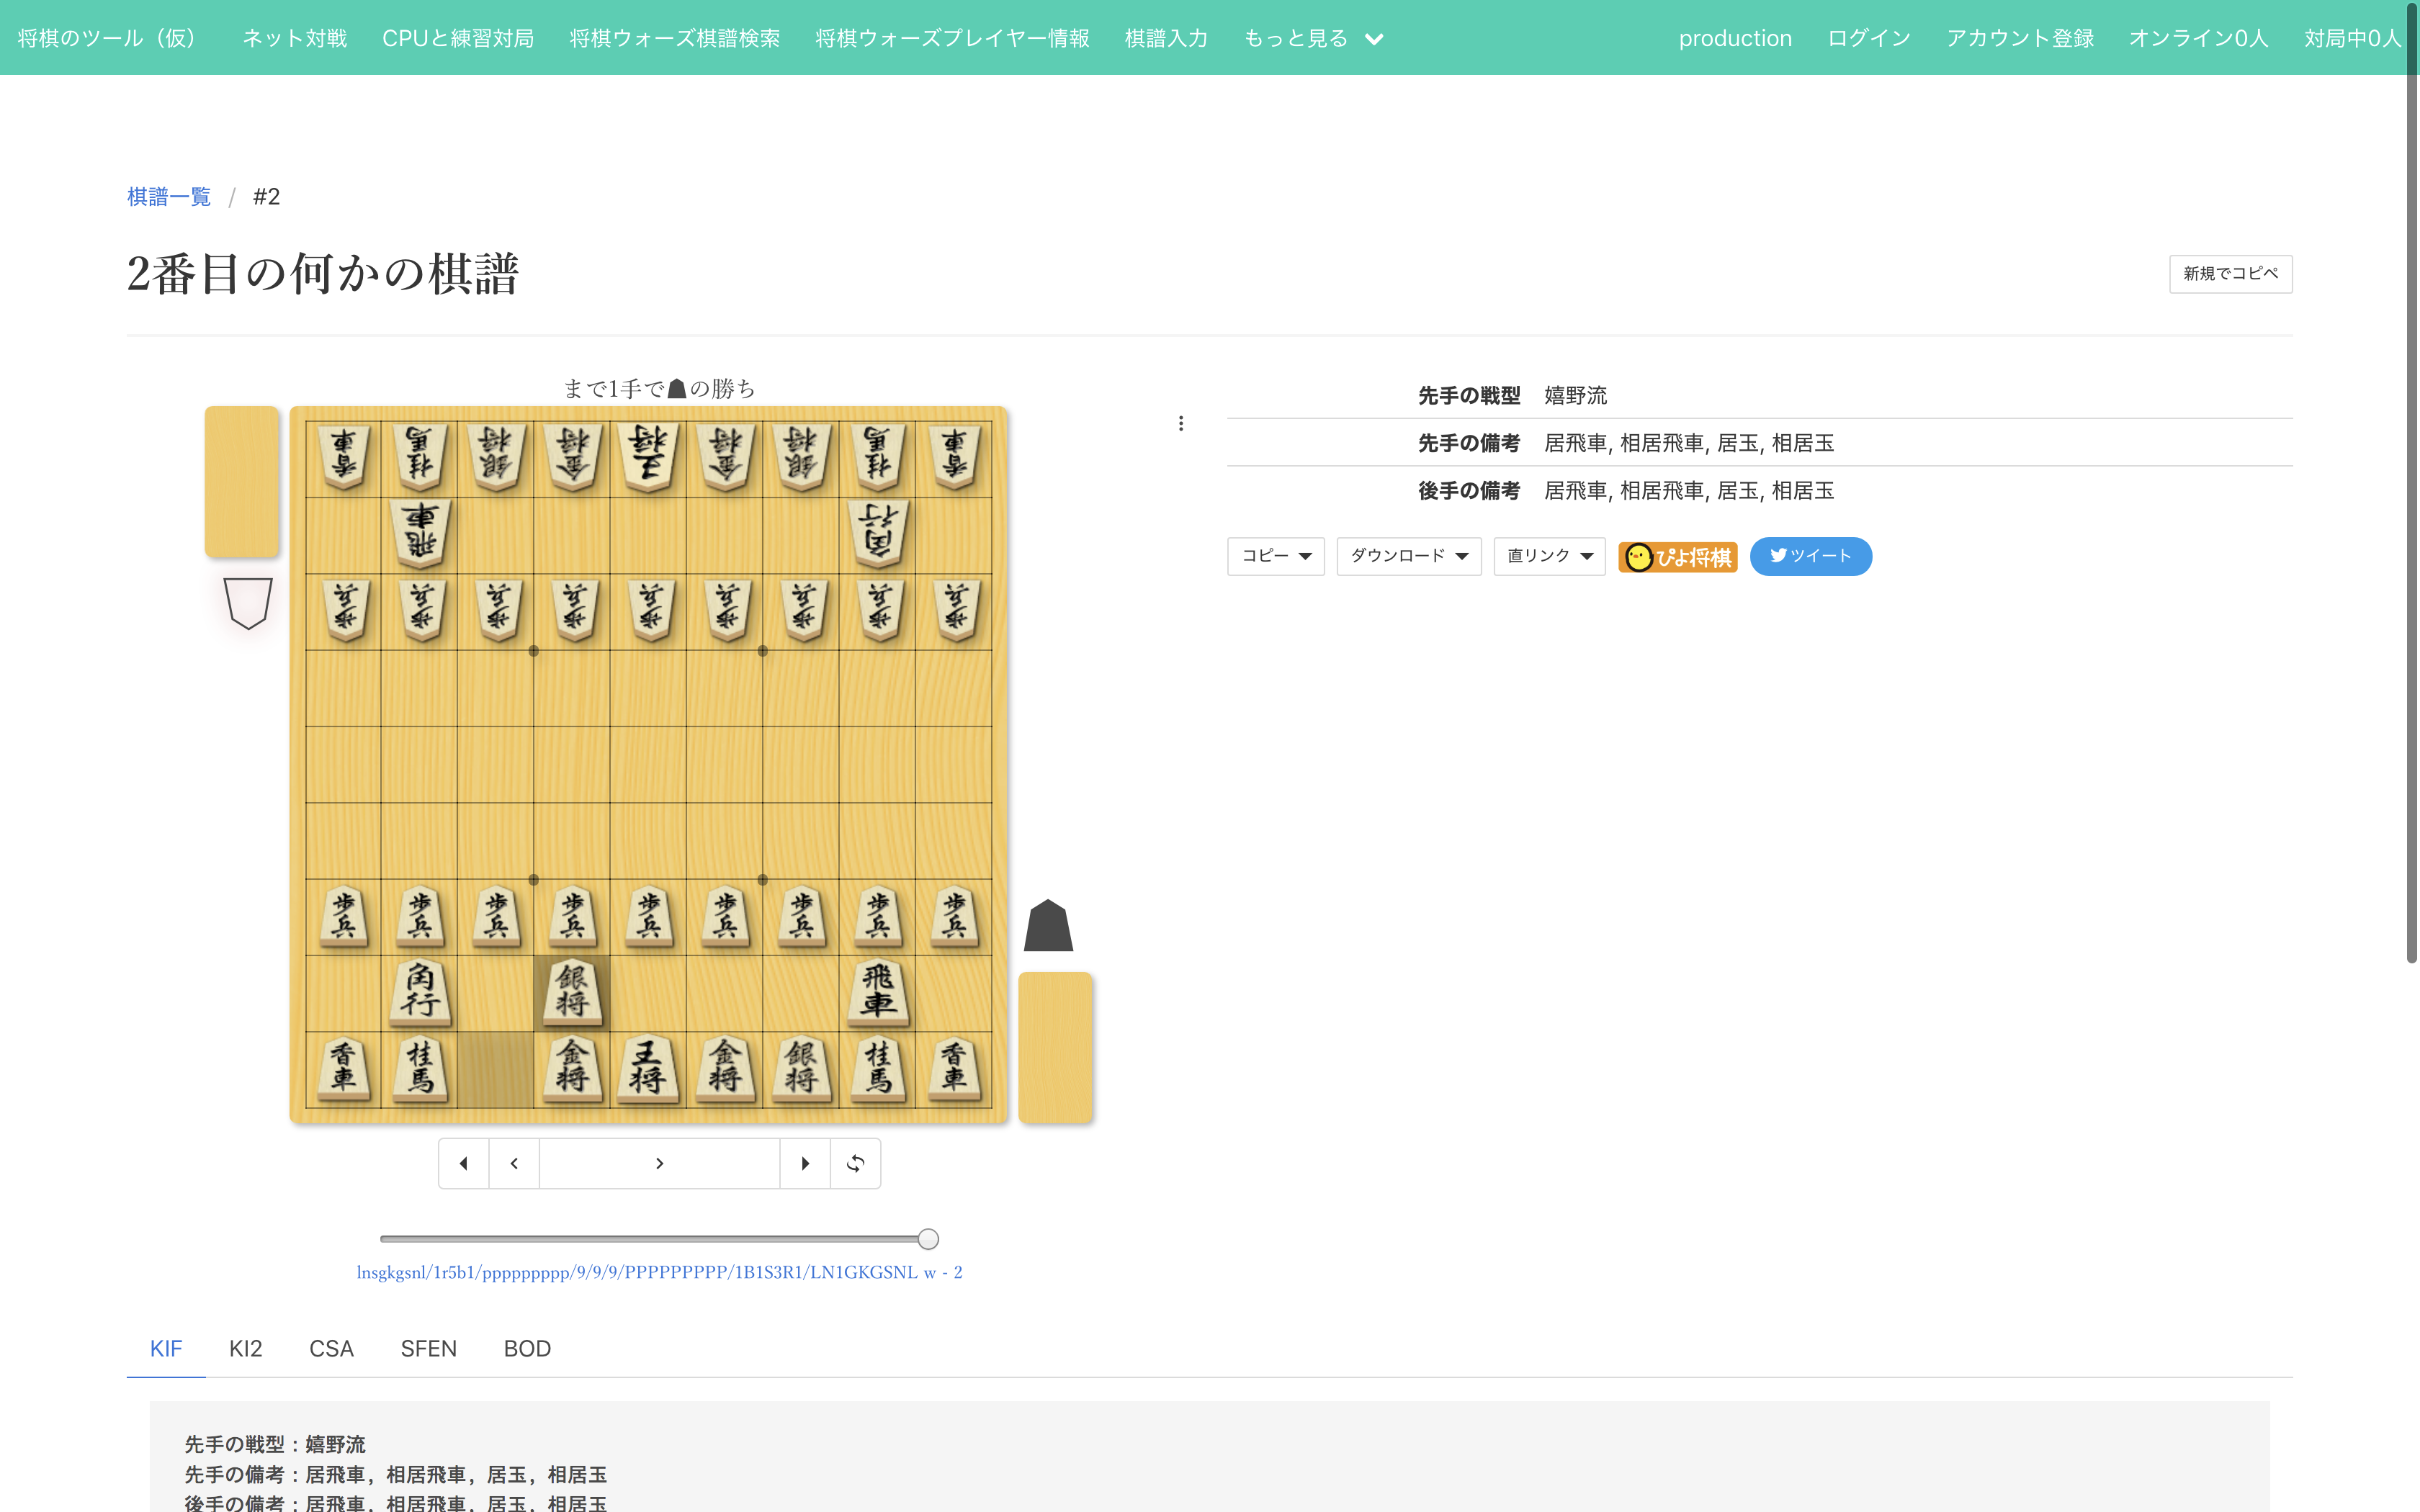 将棋のツール（仮） ネット対戦 CPUと練習対局 将棋ウォーズ棋譜検索 将棋ウォーズプレイヤー情報 棋譜入力 もっと見る production ログイン アカウント登録 オンライン0人 対局中0人
棋譜一覧 / #2
2番目の何かの棋譜
新規でコピペ
まで1手で☗の勝ち
香車 桂馬 銀将 金将 王将 金将 銀将 桂馬 香車
飛車 角行
歩兵 歩兵 歩兵 歩兵 歩兵 歩兵 歩兵 歩兵 歩兵
歩兵 歩兵 歩兵 歩兵 歩兵 歩兵 歩兵 歩兵 歩兵
角行 銀将 飛車
香車 桂馬 金将 王将 金将 銀将 桂馬 香車
lnsgkgsnl/1r5b1/ppppppppp/9/9/9/PPPPPPPPP/1B1S3R1/LN1GKGSNL w - 2
先手の戦型 嬉野流
先手の備考 居飛車, 相居飛車, 居玉, 相居玉
後手の備考 居飛車, 相居飛車, 居玉, 相居玉
コピー ダウンロード 直リンク ぴよ将棋 ツイート
KIF KI2 CSA SFEN BOD
先手の戦型：嬉野流
先手の備考：居飛車, 相居飛車, 居玉, 相居玉
後手の備考：居飛車, 相居飛車, 居玉, 相居玉